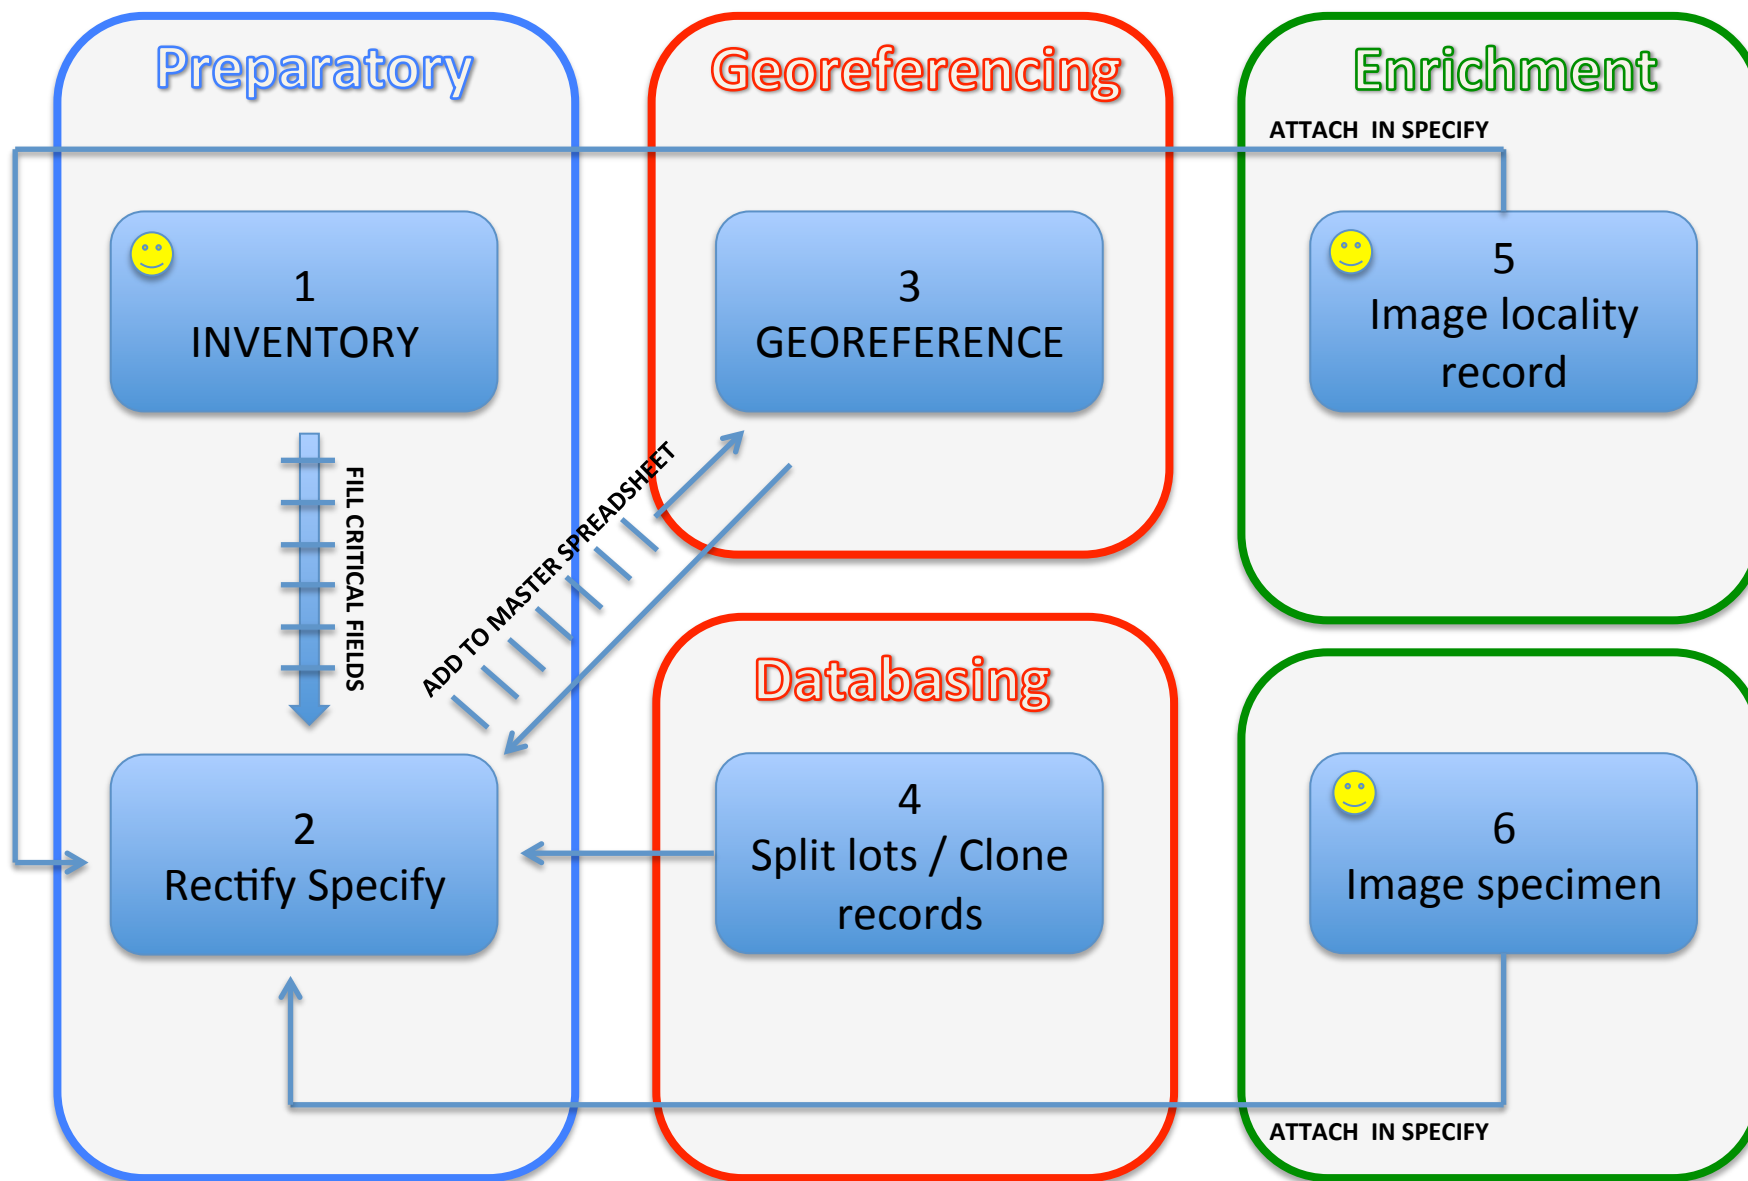 Preparatory
Georeferencing
Enrichment
ATTACH IN SPECIFY
1
INVENTORY
3
GEOREFERENCE
5
Image locality
record
FILL CRITICAL FIELDS
ADD TO MASTER SPREADSHEET
Databasing
2
Rectify Specify
4
Split lots / Clone
records
6
Image specimen
ATTACH IN SPECIFY